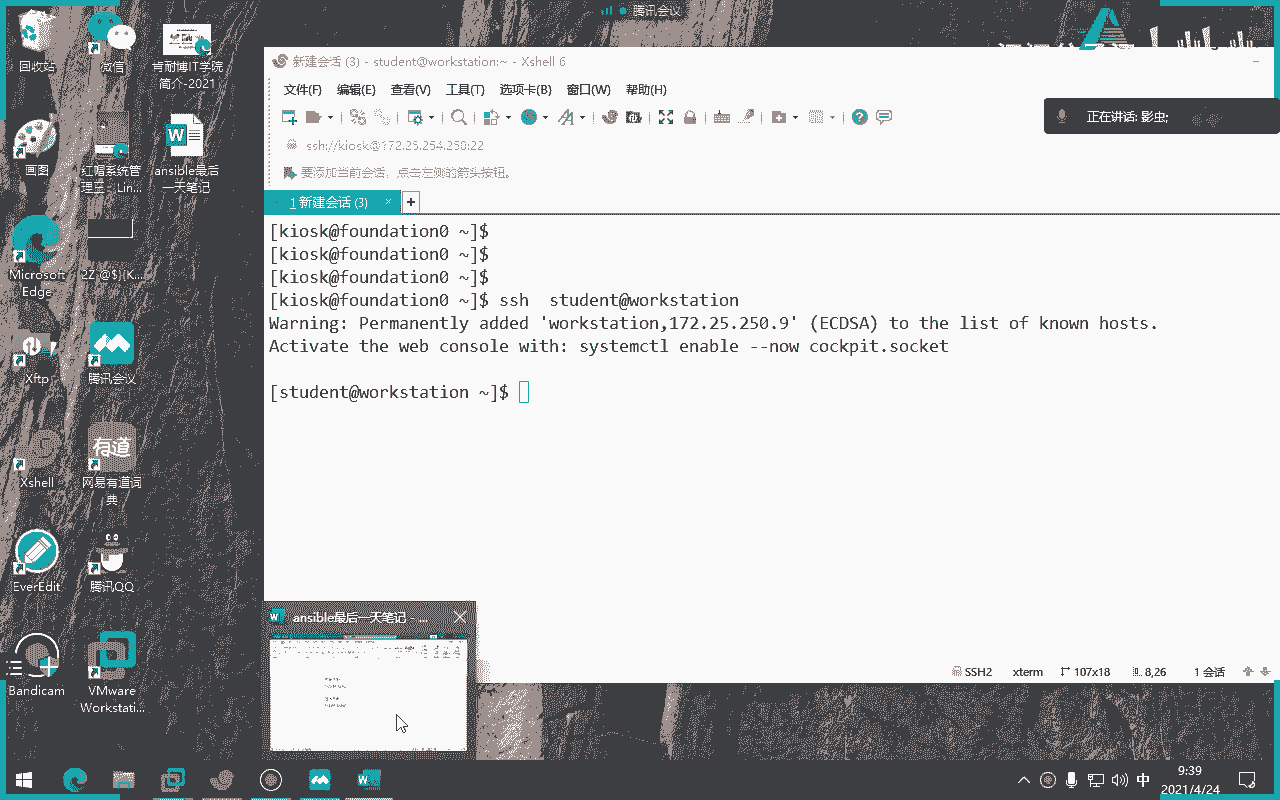 腾讯会议
回收站
微信
肯耐博IT学院
简介-2021
画图
红帽系统管
理员 - Lin...
ansible最后
一天笔记
Microsoft
Edge
Xftp
腾讯会议
Xshell
有道
网易有道词
典
EverEdit
腾讯QQ
Bandicam
VMware
Workstati...
新建会话 (3) - student@workstation:~ - Xshell 6
文件(F) 编辑(E) 查看(V) 工具(T) 选项卡(B) 窗口(W) 帮助(H)
正在讲话: 影虫;
ssh://kiosk@172.25.254.250:22
要添加当前会话，点击左侧的箭头按钮。
1 新建会话 (3) × +
[kiosk@foundation0 ~]$
[kiosk@foundation0 ~]$
[kiosk@foundation0 ~]$
[kiosk@foundation0 ~]$ ssh  student@workstation
Warning: Permanently added 'workstation,172.25.250.9' (ECDSA) to the list of known hosts.
Activate the web console with: systemctl enable --now cockpit.socket
[student@workstation ~]$
ansible最后一天笔记 - ...
SSH2 xterm 107x18 8,26 1 会话
中
9:39
2021/4/24